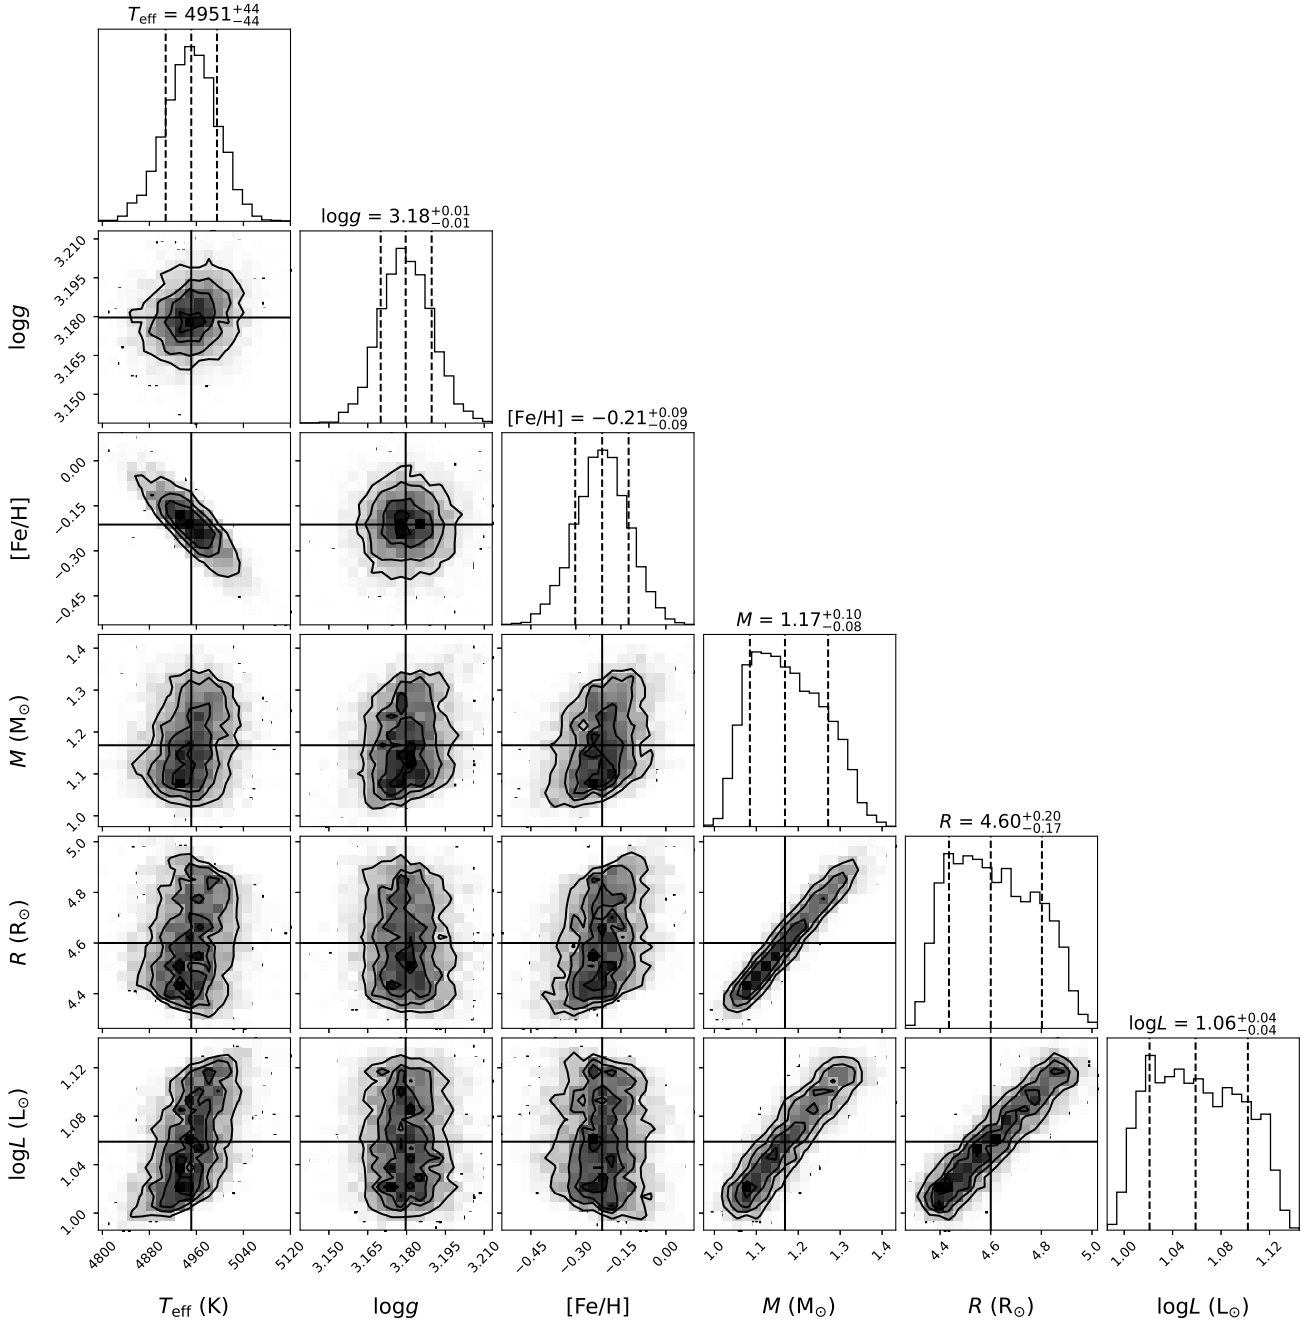 T_eff = 4951^{+44}_{−44}
log g = 3.18^{+0.01}_{−0.01}
3.210
3.195
3.180
3.165
3.150
log g
[Fe/H] = −0.21^{+0.09}_{−0.09}
0.00
−0.15
−0.30
−0.45
[Fe/H]
M = 1.17^{+0.10}_{−0.08}
1.4
1.3
1.2
1.1
1.0
M (M⊙)
R = 4.60^{+0.20}_{−0.17}
5.0
4.8
4.6
4.4
R (R⊙)
log L = 1.06^{+0.04}_{−0.04}
1.12
1.08
1.04
1.00
log L (L⊙)
4800 4880 4960 5040 5120 3.150 3.165 3.180 3.195 3.210 −0.45 −0.30 −0.15 0.00 1.0 1.1 1.2 1.3 1.4 4.4 4.6 4.8 5.0 1.00 1.04 1.08 1.12
T_eff (K) log g [Fe/H] M (M⊙) R (R⊙) log L (L⊙)